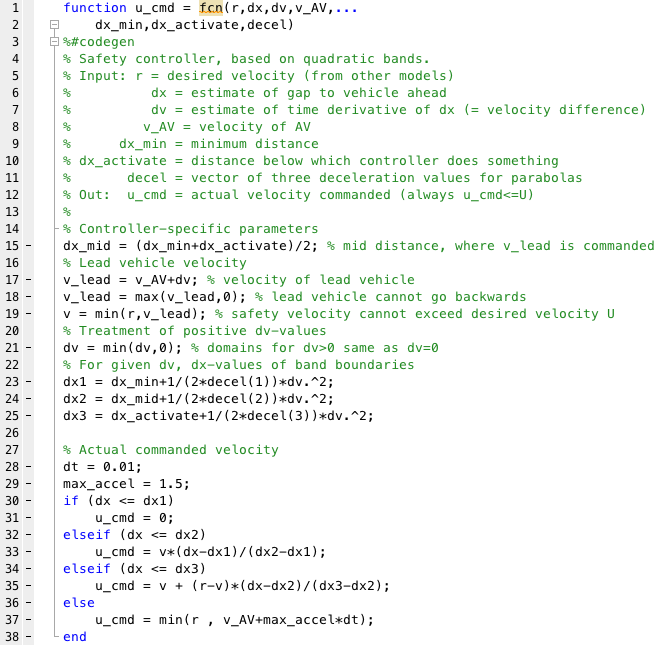 1 function u_cmd = fcn(r,dx,dv,v_AV,...
2 dx_min,dx_activate,decel)
3 %#codegen
4 % Safety controller, based on quadratic bands.
5 % Input: r = desired velocity (from other models)
6 % dx = estimate of gap to vehicle ahead
7 % dv = estimate of time derivative of dx (= velocity difference)
8 % v_AV = velocity of AV
9 % dx_min = minimum distance
10 % dx_activate = distance below which controller does something
11 % decel = vector of three deceleration values for parabolas
12 % Out: u_cmd = actual velocity commanded (always u_cmd<=U)
13 %
14 % Controller-specific parameters
15 - dx_mid = (dx_min+dx_activate)/2; % mid distance, where v_lead is commanded
16 % Lead vehicle velocity
17 - v_lead = v_AV+dv; % velocity of lead vehicle
18 - v_lead = max(v_lead,0); % lead vehicle cannot go backwards
19 - v = min(r,v_lead); % safety velocity cannot exceed desired velocity U
20 % Treatment of positive dv-values
21 - dv = min(dv,0); % domains for dv>0 same as dv=0
22 % For given dv, dx-values of band boundaries
23 - dx1 = dx_min+1/(2*decel(1))*dv.^2;
24 - dx2 = dx_mid+1/(2*decel(2))*dv.^2;
25 - dx3 = dx_activate+1/(2*decel(3))*dv.^2;
26
27 % Actual commanded velocity
28 - dt = 0.01;
29 - max_accel = 1.5;
30 - if (dx <= dx1)
31 - u_cmd = 0;
32 - elseif (dx <= dx2)
33 - u_cmd = v*(dx-dx1)/(dx2-dx1);
34 - elseif (dx <= dx3)
35 - u_cmd = v + (r-v)*(dx-dx2)/(dx3-dx2);
36 - else
37 - u_cmd = min(r , v_AV+max_accel*dt);
38 - end